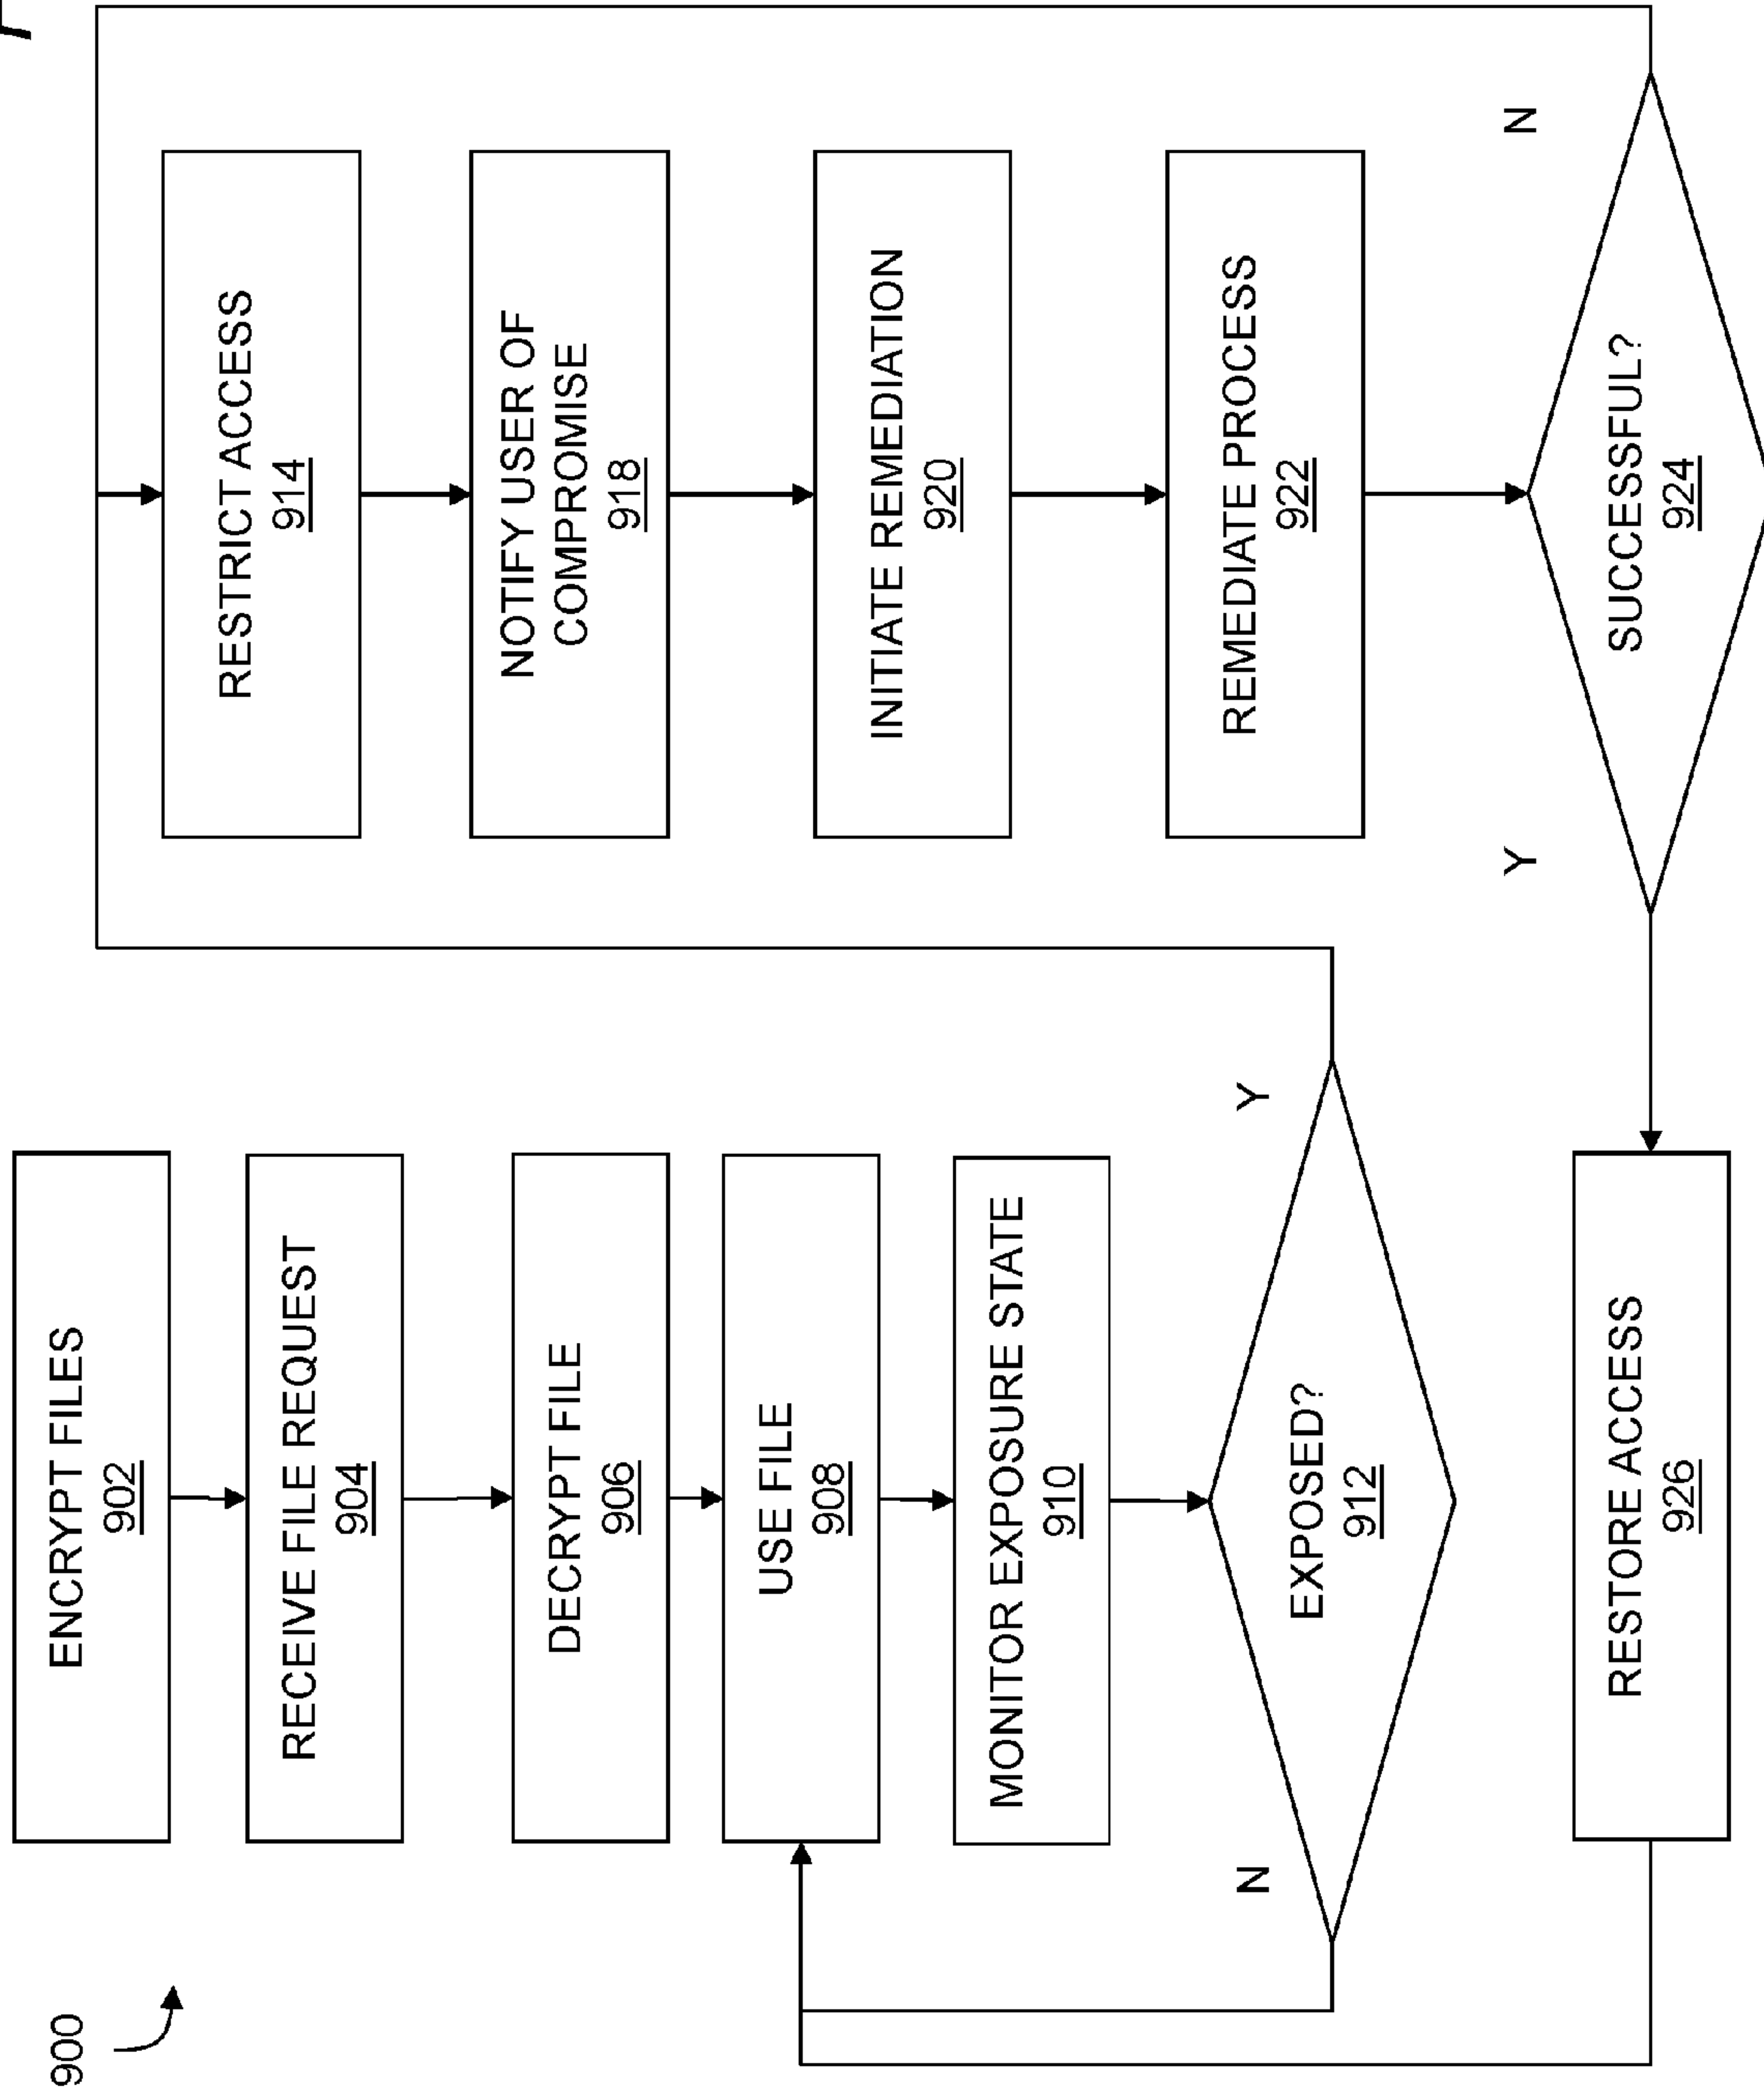 900
ENCRYPT FILES
902
RECEIVE FILE REQUEST
904
DECRYPT FILE
906
USE FILE
908
MONITOR EXPOSURE STATE
910
EXPOSED?
912
N
Y
RESTRICT ACCESS
914
NOTIFY USER OF
COMPROMISE
918
INITIATE REMEDIATION
920
REMEDIATE PROCESS
922
SUCCESSFUL?
924
Y
N
RESTORE ACCESS
926